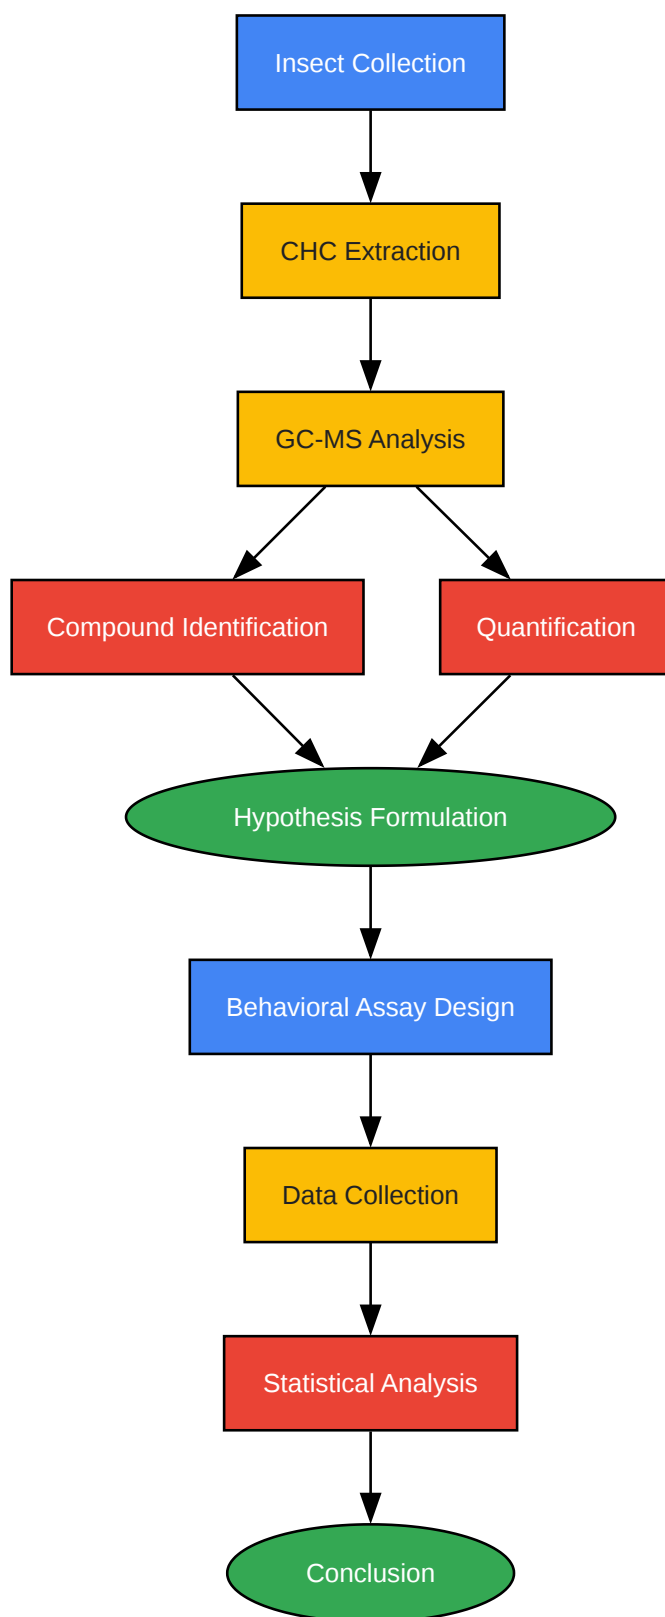 Insect Collection
CHC Extraction
GC-MS Analysis
Compound Identification
Quantification
Hypothesis Formulation
Behavioral Assay Design
Data Collection
Statistical Analysis
Conclusion